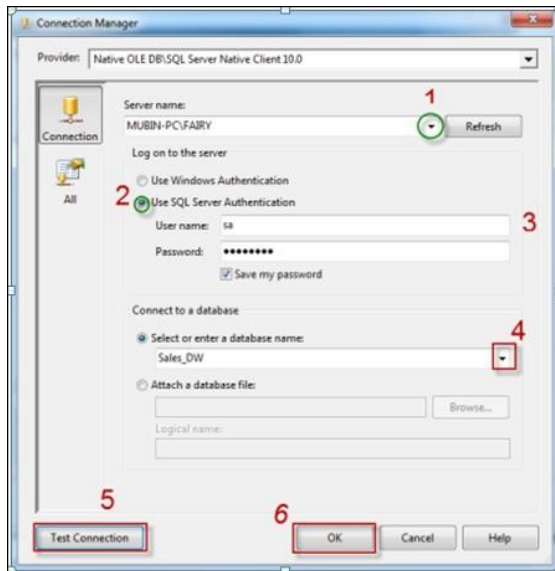 Connection Manager
Provider: Native OLE DB\SQL Server Native Client 10.0
Connection
All
Server name:
1
MUBIN-PC\FAIRY
Refresh
Log on to the server
Use Windows Authentication
2 Use SQL Server Authentication
User name: sa
3
Password: ••••••••
Save my password
Connect to a database
Select or enter a database name:
4
Sales_DW
Attach a database file:
Browse...
Logical name:
5
6
Test Connection OK Cancel Help